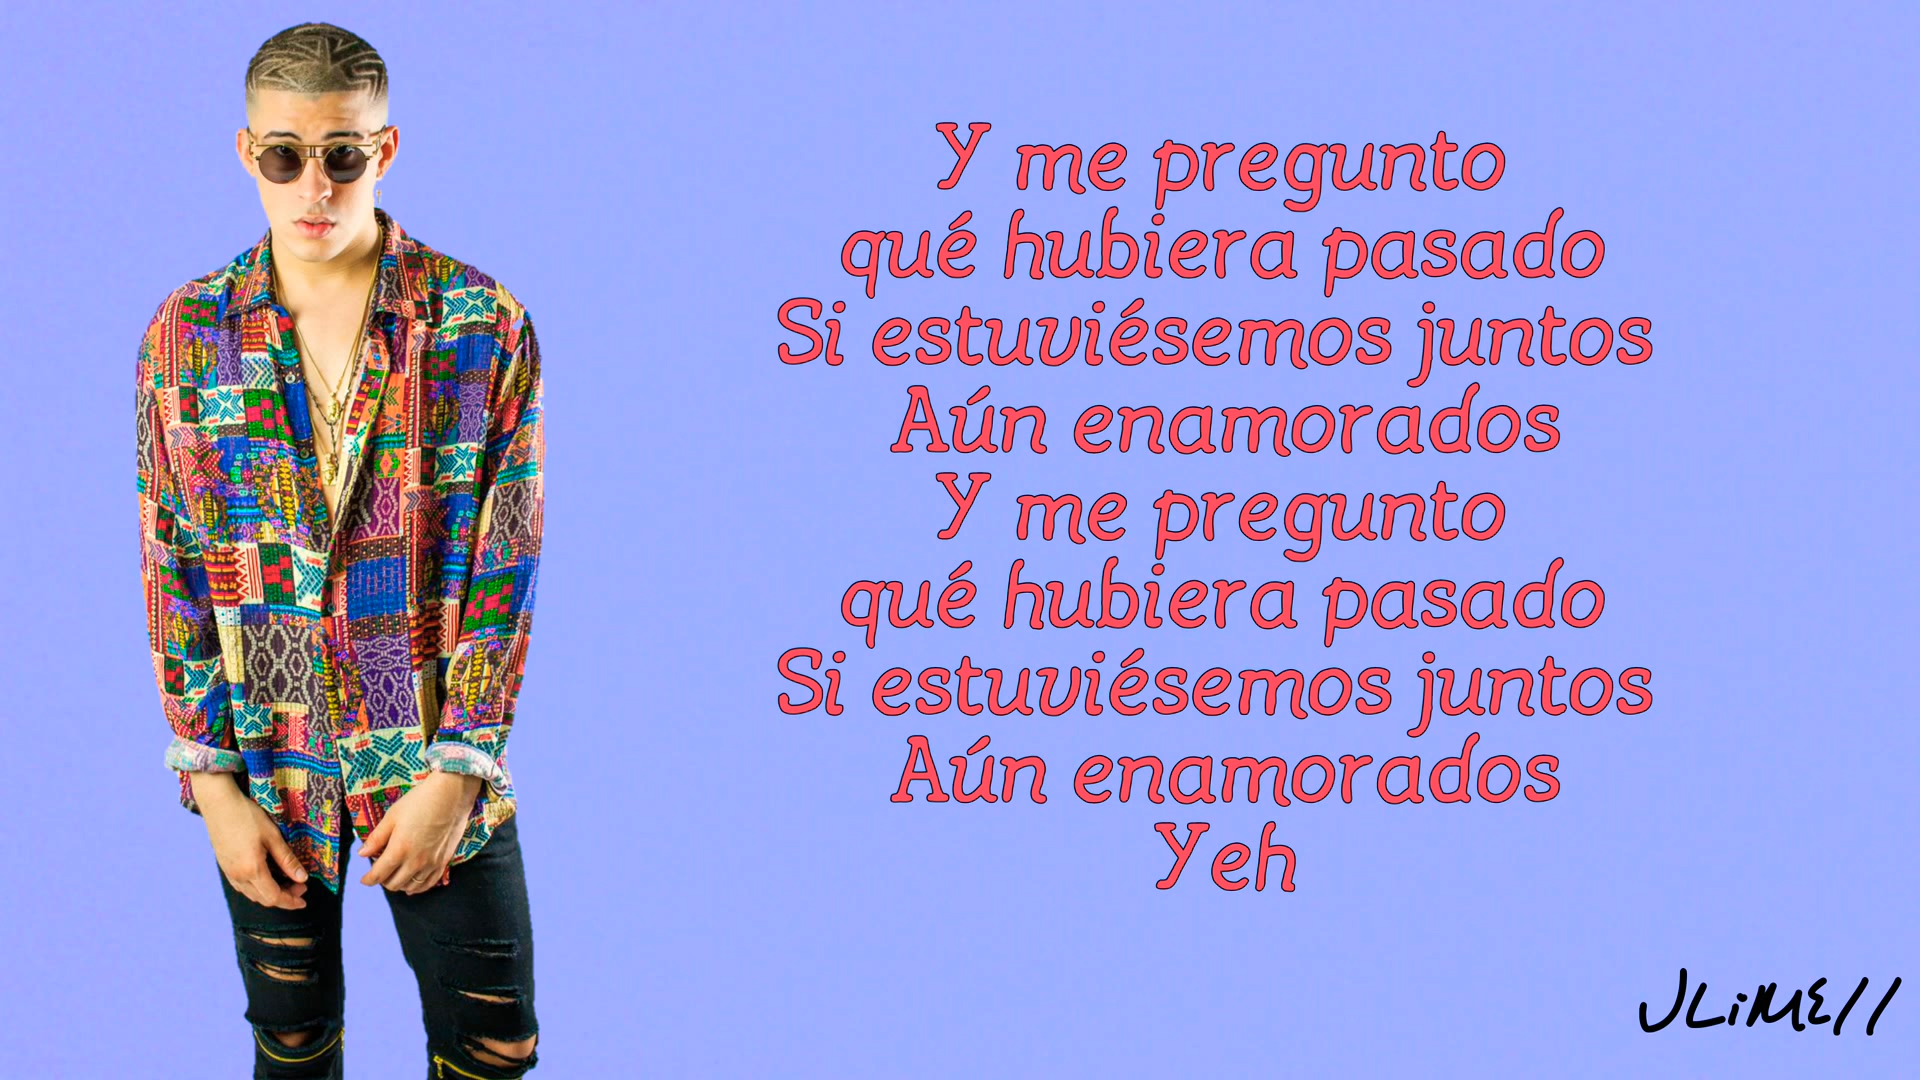 Y me pregunto
qué hubiera pasado
Si estuviésemos juntos
Aún enamorados
Y me pregunto
qué hubiera pasado
Si estuviésemos juntos
Aún enamorados
Yeh
JLiMEll